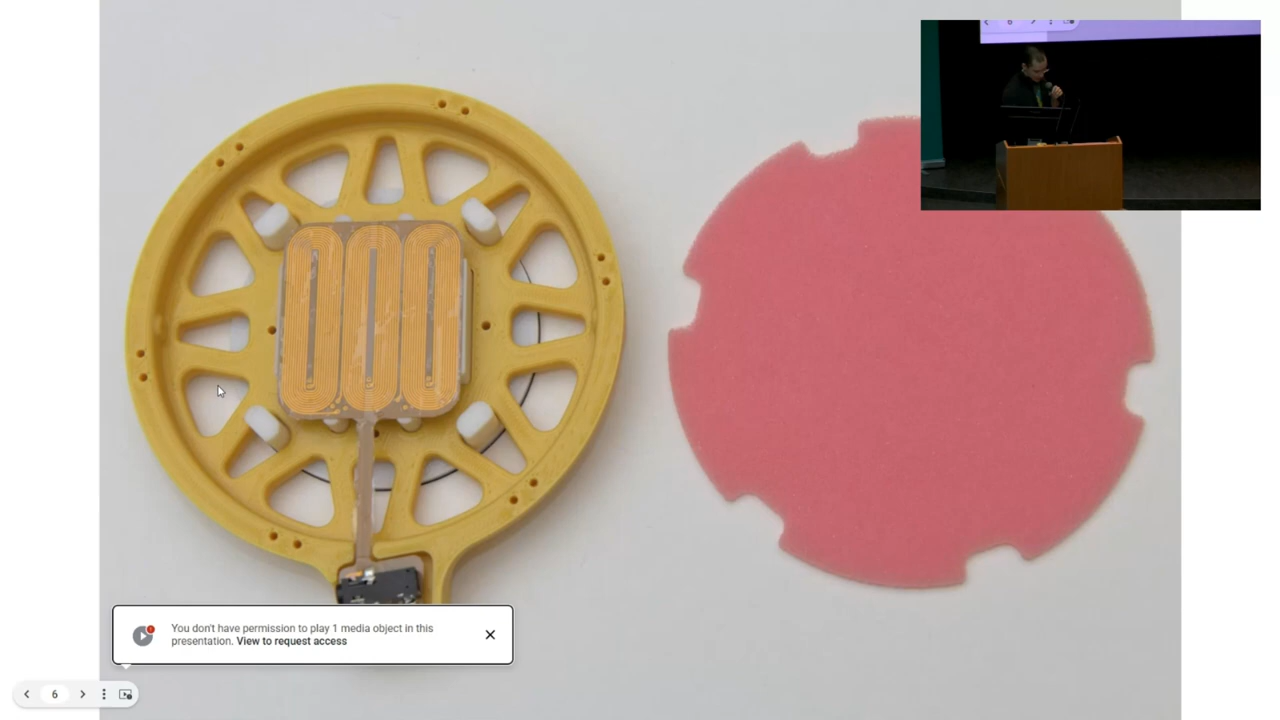 You don't have permission to play 1 media object in this
presentation. View to request access
6